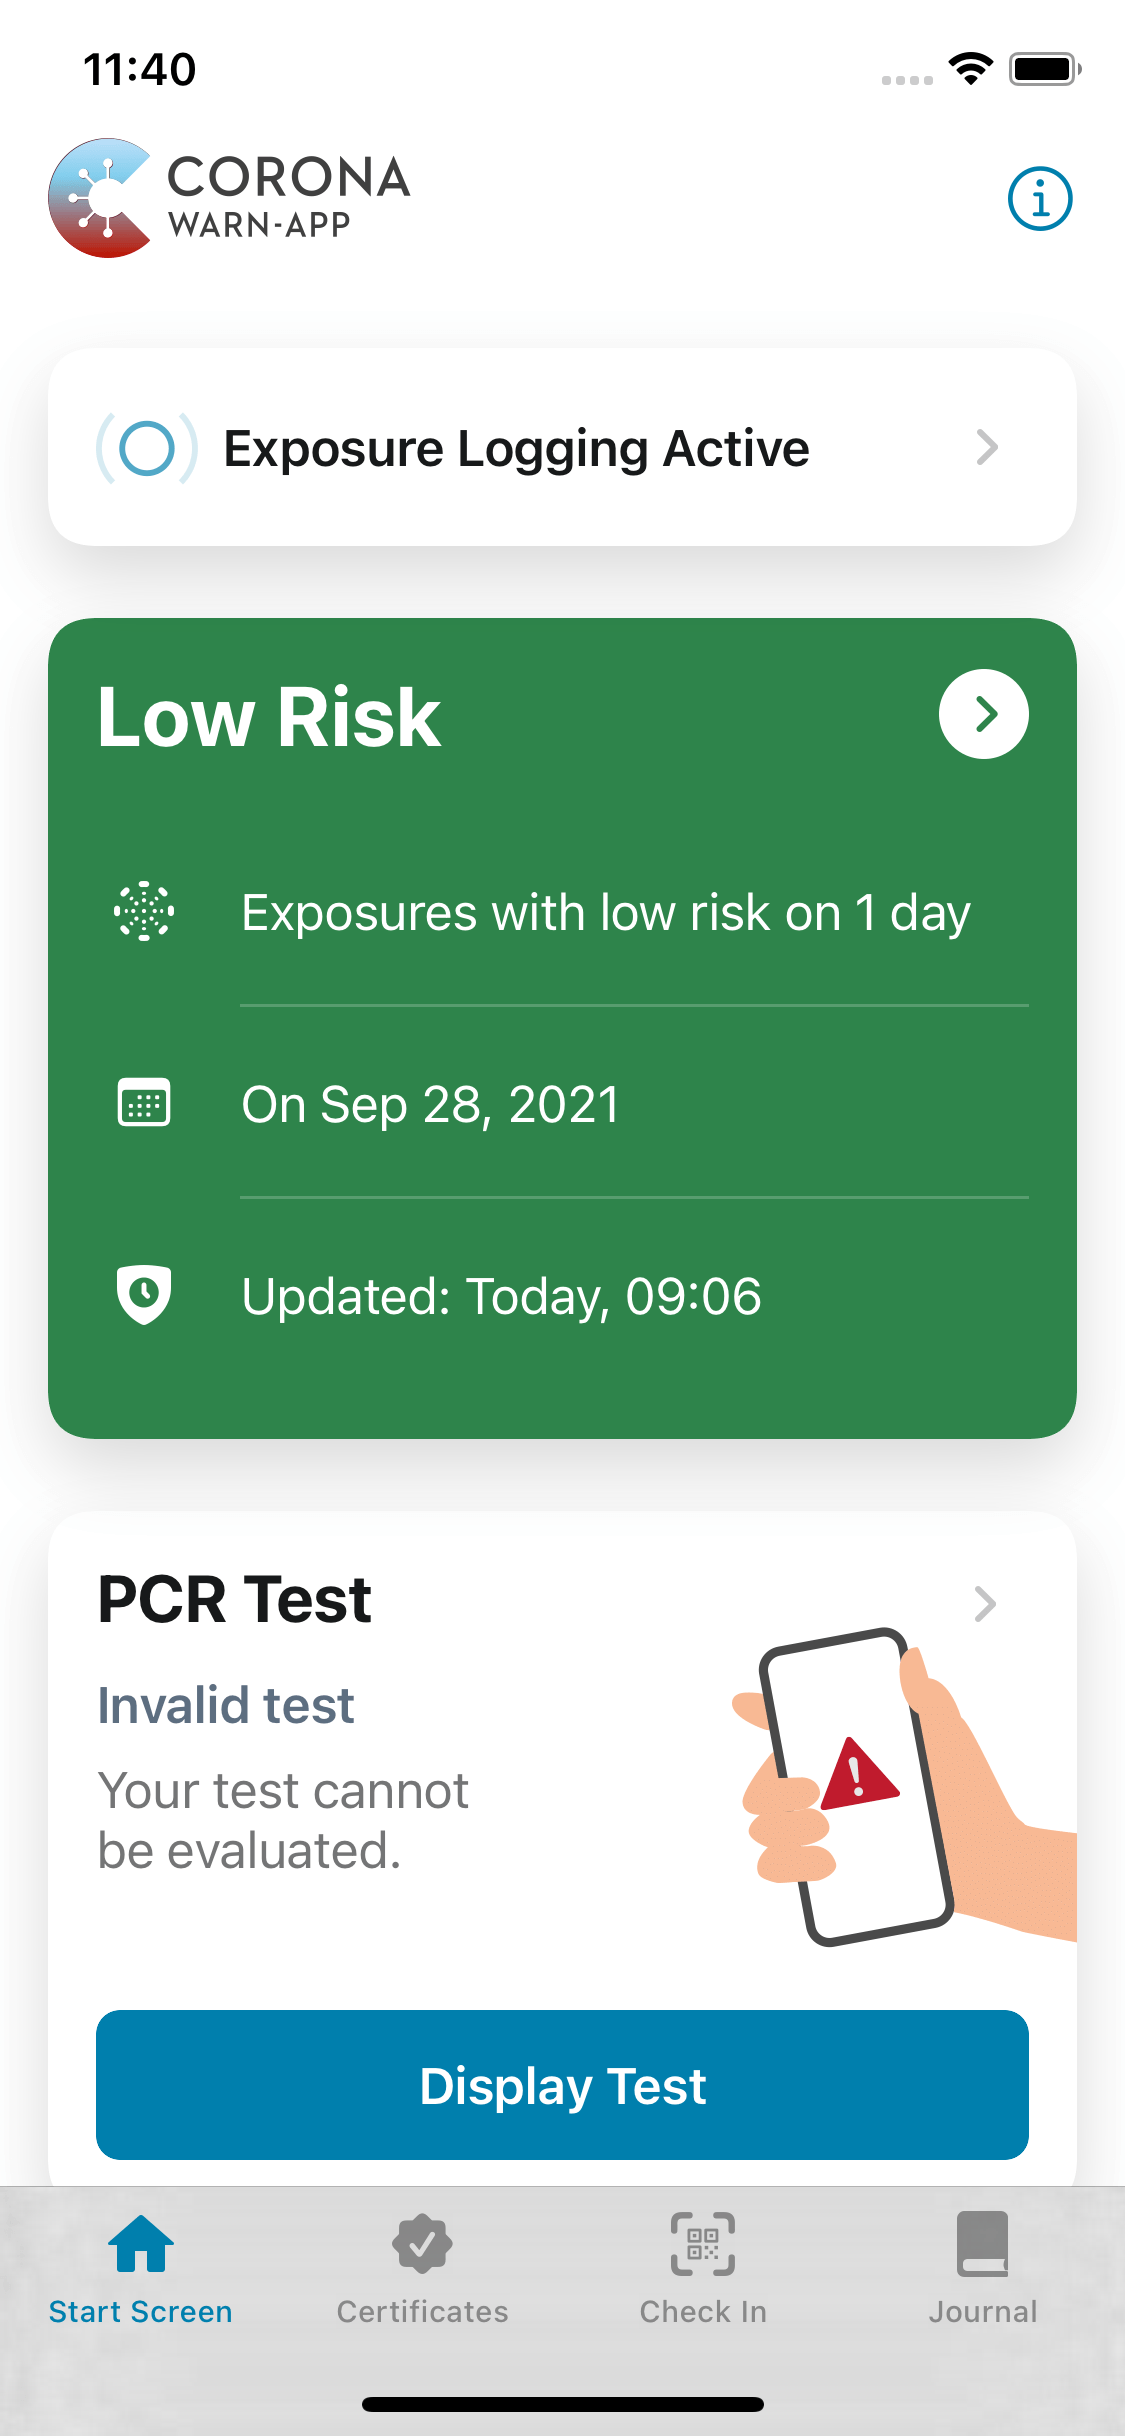 11:40
CORONA
WARN-APP
Exposure Logging Active
Low Risk
Exposures with low risk on 1 day
On Sep 28, 2021
Updated: Today, 09:06
PCR Test
Invalid test
Your test cannot
be evaluated.
Display Test
Start Screen
Certificates
Check In
Journal